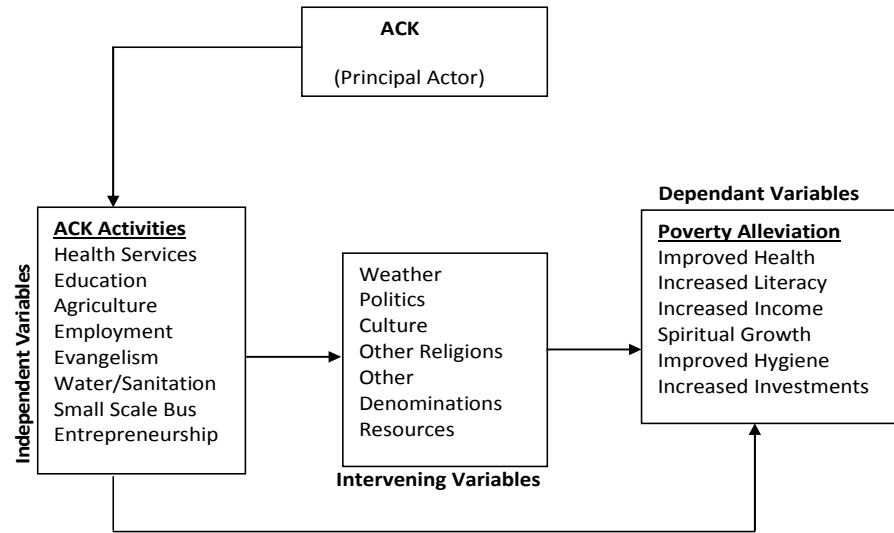 ACK
(Principal Actor)
Independent Variables
ACK Activities
Health Services
Education
Agriculture
Employment
Evangelism
Water/Sanitation
Small Scale Bus
Entrepreneurship
Weather
Politics
Culture
Other Religions
Other
Denominations
Resources
Intervening Variables
Dependant Variables
Poverty Alleviation
Improved Health
Increased Literacy
Increased Income
Spiritual Growth
Improved Hygiene
Increased Investments